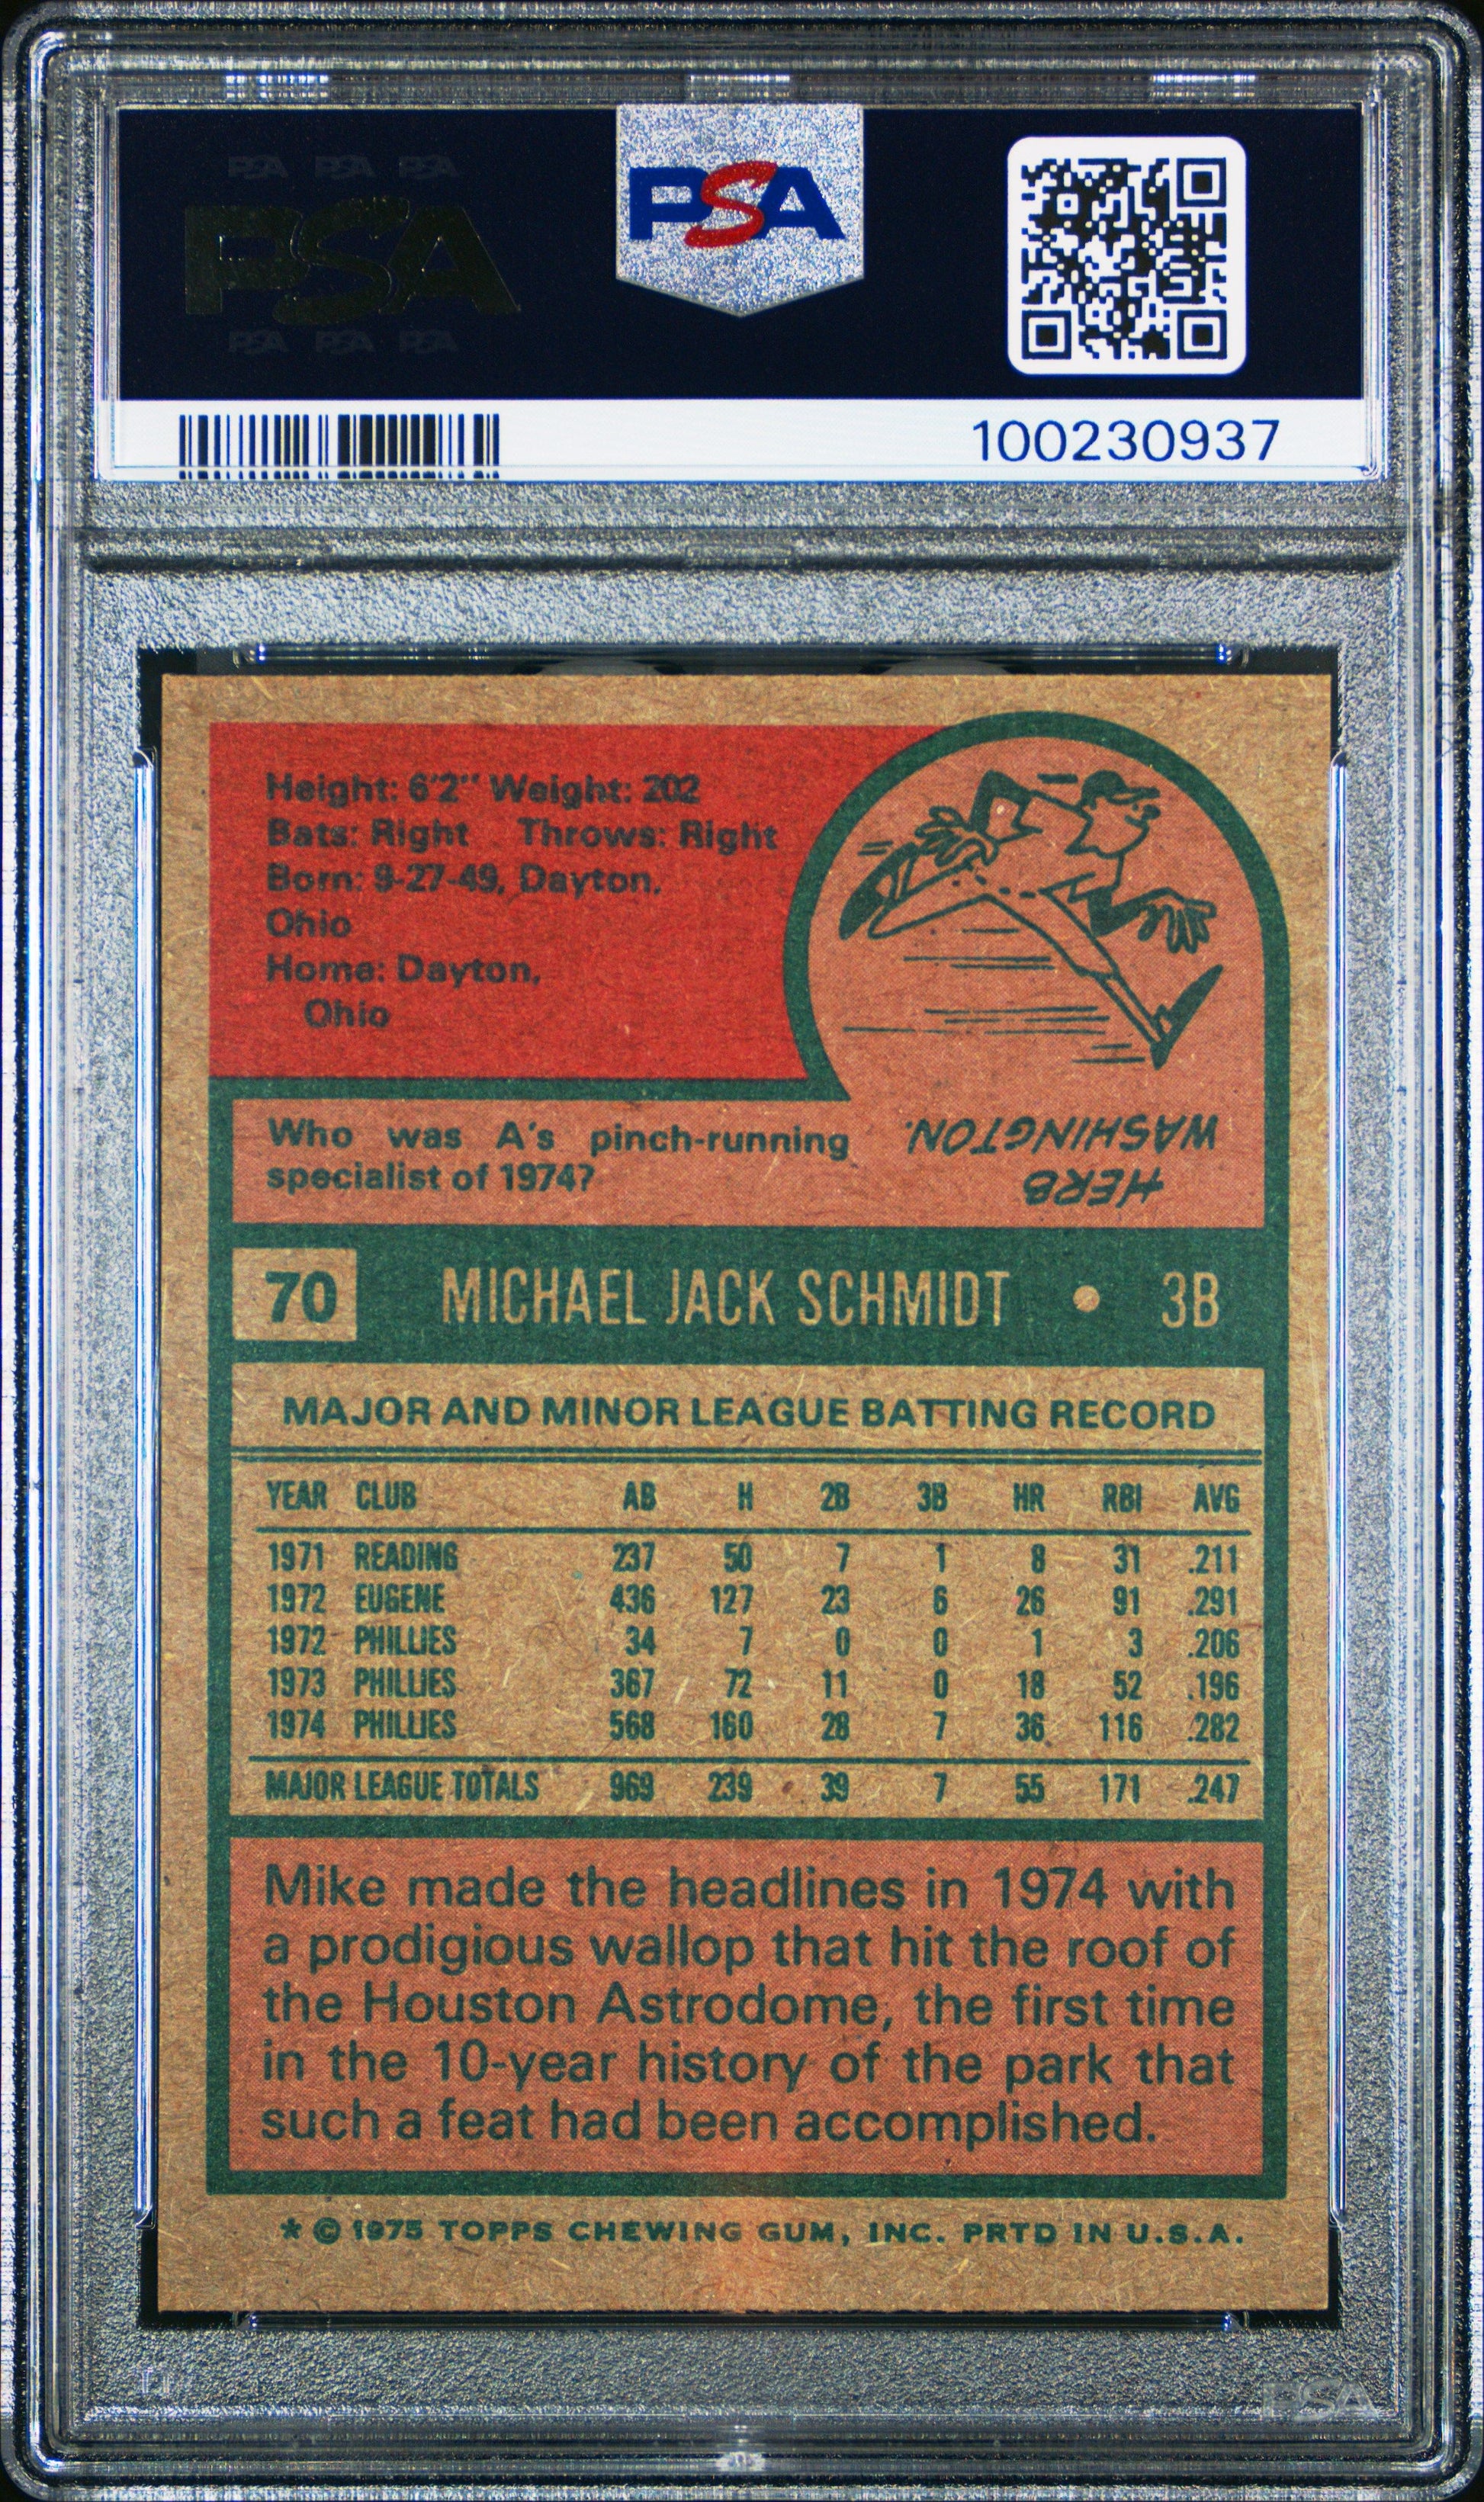 PSA PSA PSA
PSA
PSA PSA PSA
PSA
100230937
Height: 6'2" Weight: 202
Bats: Right Throws: Right
Born: 9-27-49, Dayton,
Ohio
Home: Dayton,
Ohio
Who was A's pinch-running
specialist of 1974?
HERB
WASHINGTON.
70 MICHAEL JACK SCHMIDT • 3B
MAJOR AND MINOR LEAGUE BATTING RECORD
YEAR CLUB AB H 2B 3B HR RBI AVG
1971 READING 237 50 7 1 8 31 .211
1972 EUGENE 436 127 23 6 26 91 .291
1972 PHILLIES 34 7 0 0 1 3 .206
1973 PHILLIES 367 72 11 0 18 52 .196
1974 PHILLIES 568 160 28 7 36 116 .282
MAJOR LEAGUE TOTALS 969 239 39 7 55 171 .247
Mike made the headlines in 1974 with
a prodigious wallop that hit the roof of
the Houston Astrodome, the first time
in the 10-year history of the park that
such a feat had been accomplished.
* © 1975 TOPPS CHEWING GUM, INC. PRTD IN U.S.A.
PSA